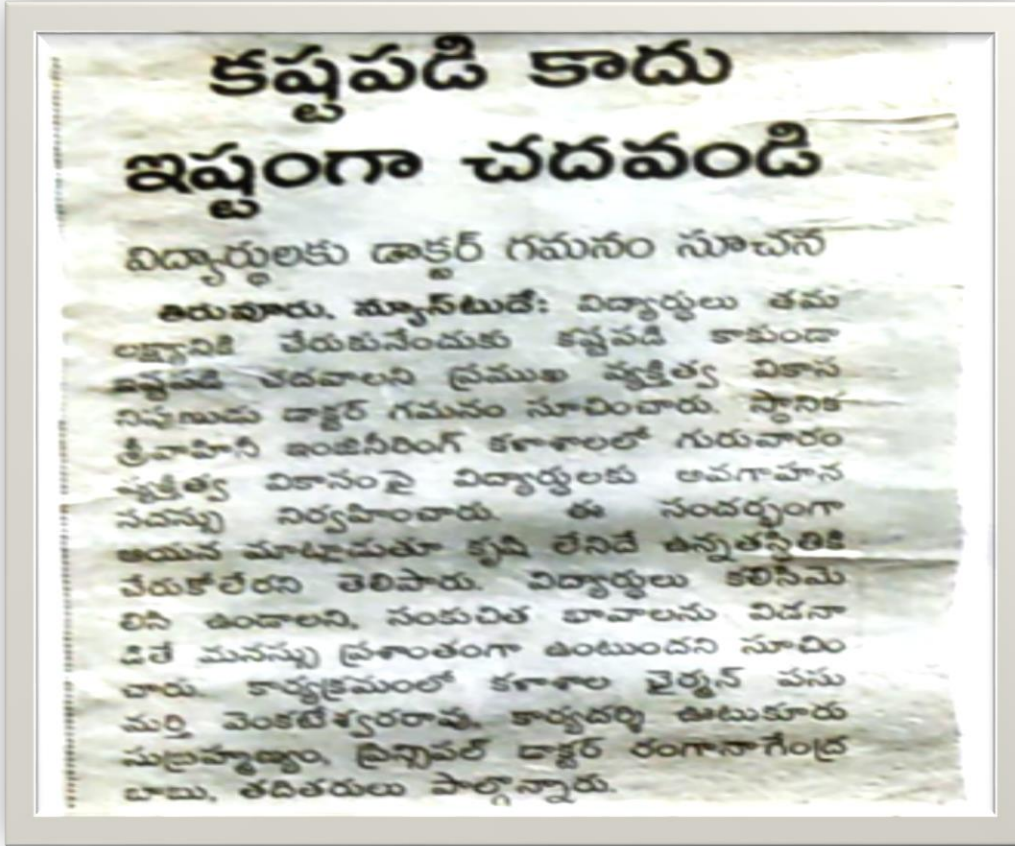 కష్టపడి కాదు
ఇష్టంగా చదవండి
విద్యార్థులకు డాక్టర్ గమనం సూచన
తిరువూరు, న్యూస్‌టుడే: విద్యార్థులు తమ
లక్ష్యానికి చేరుకునేందుకు కష్టపడి కాకుండా
ఇష్టపడి చదవాలని ప్రముఖ వ్యక్తిత్వ వికాస
నిపుణుడు డాక్టర్ గమనం సూచించారు. స్థానిక
శ్రీవాహిని ఇంజినీరింగ్ కళాశాలలో గురువారం
వ్యక్తిత్వ వికాసంపై విద్యార్థులకు అవగాహన
సదస్సు నిర్వహించారు. ఈ సందర్భంగా
ఆయన మాట్లాడుతూ కృషి లేనిదే ఉన్నతస్థితికి
చేరుకోలేరని తెలిపారు. విద్యార్థులు కలిసిమె
లిసి ఉండాలని, సంకుచిత భావాలను విడనా
డితే మనస్సు ప్రశాంతంగా ఉంటుందని సూచిం
చారు. కార్యక్రమంలో కళాశాల చైర్మన్ పసు
మర్తి వెంకటేశ్వరరావు, కార్యదర్శి ఊటుకూరు
సుబ్రహ్మణ్యం, ప్రిన్సిపల్ డాక్టర్ రంగానాగేంద్ర
బాబు, తదితరులు పాల్గొన్నారు.